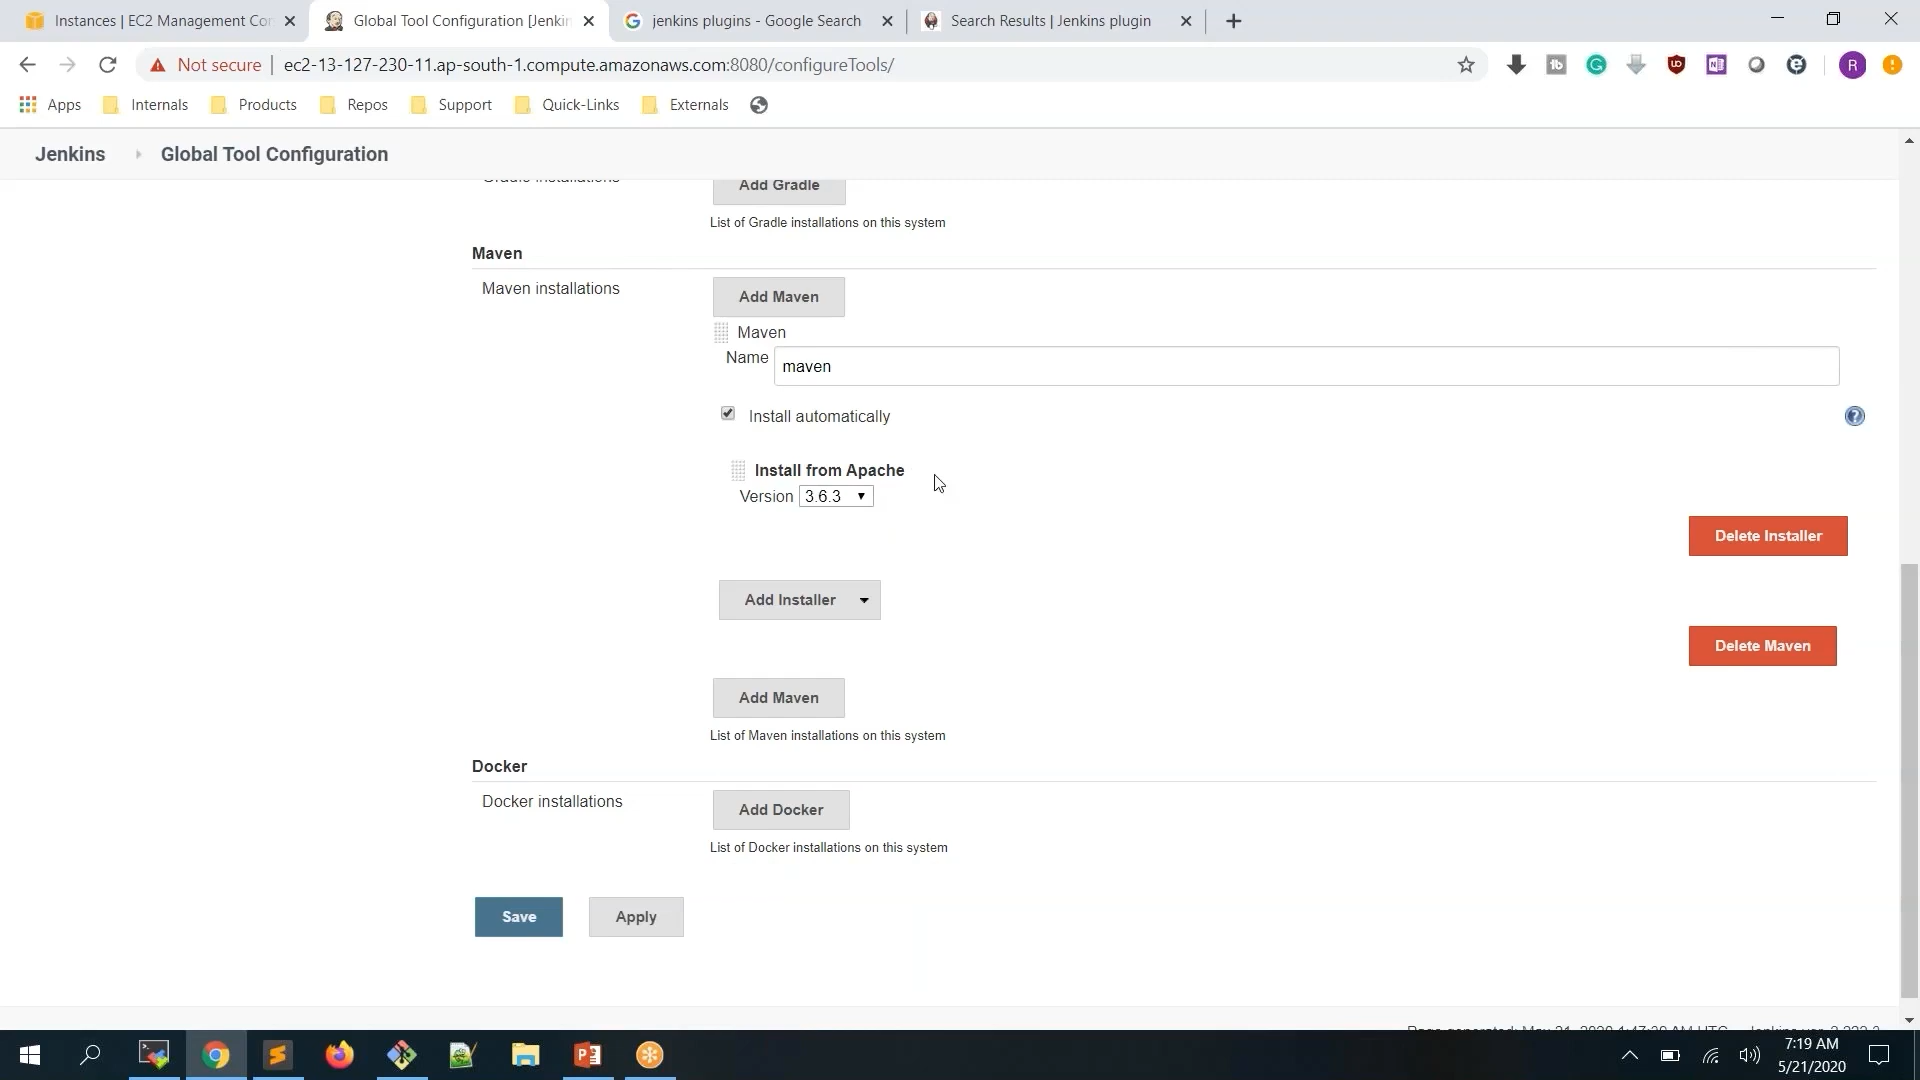 Instances | EC2 Management Con
Global Tool Configuration [Jenkin
jenkins plugins - Google Search
Search Results | Jenkins plugin
Not secure | ec2-13-127-230-11.ap-south-1.compute.amazonaws.com:8080/configureTools/
R
Apps
Internals
Products
Repos
Support
Quick-Links
Externals
Jenkins
Global Tool Configuration
Gradle installations
Add Gradle
List of Gradle installations on this system
Maven
Maven installations
Add Maven
Maven
Name
maven
Install automatically
Install from Apache
Version
3.6.3
Delete Installer
Add Installer
Delete Maven
Add Maven
List of Maven installations on this system
Docker
Docker installations
Add Docker
List of Docker installations on this system
Save
Apply
7:19 AM
5/21/2020